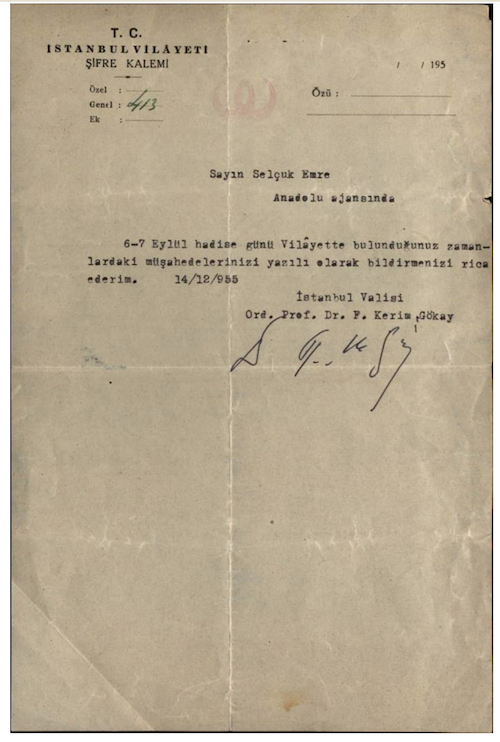 T. C.
İSTANBUL VİLÂYETİ
ŞİFRE KALEMİ
/ / 195
Özel :
Genel : 413
Ek :
Özü :
Sayın Selçuk Emre
Anadolu ajansında
6-7 Eylül hadise günü Vilâyette bulunduğunuz zaman-
lardaki müşahedelerinizi yazılı olarak bildirmenizi rica
ederim. 14/12/955
İstanbul Valisi
Ord. Prof. Dr. F. Kerim Gökay